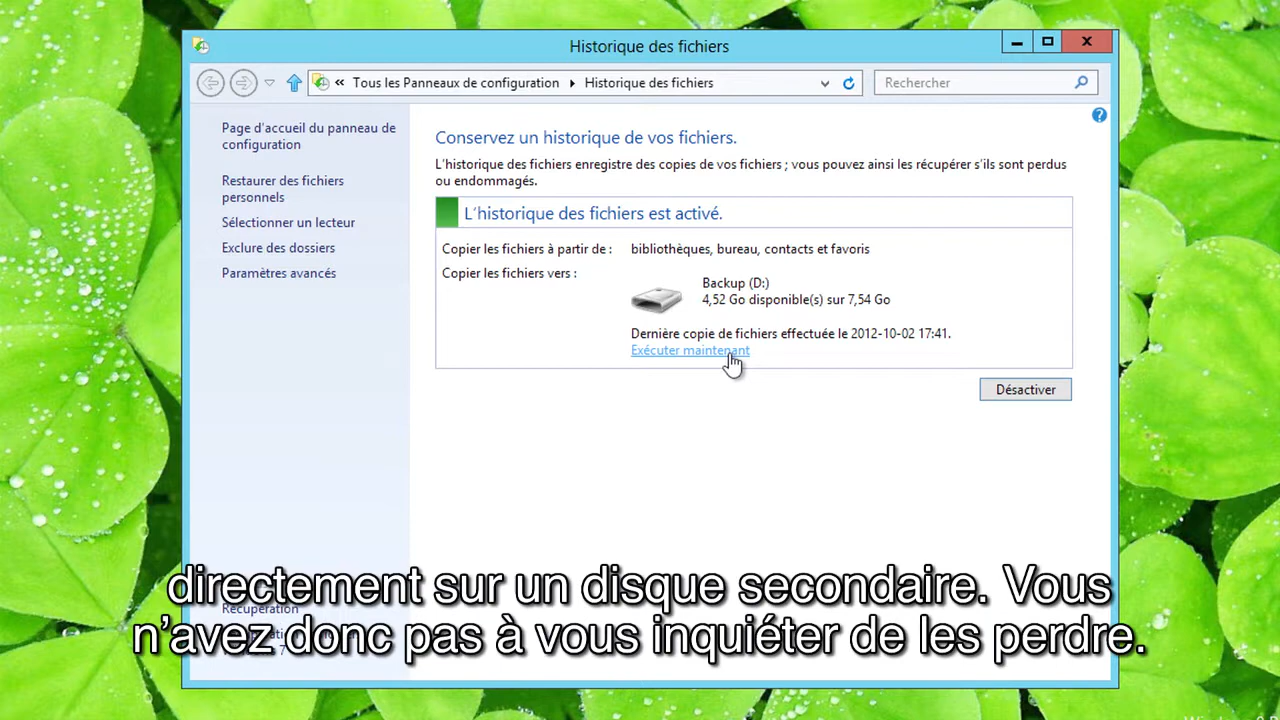 Historique des fichiers
« Tous les Panneaux de configuration Historique des fichiers
Rechercher
Page d'accueil du panneau de
configuration
Restaurer des fichiers
personnels
Sélectionner un lecteur
Exclure des dossiers
Paramètres avancés
Conservez un historique de vos fichiers.
L'historique des fichiers enregistre des copies de vos fichiers ; vous pouvez ainsi les récupérer s'ils sont perdus
ou endommagés.
L'historique des fichiers est activé.
Copier les fichiers à partir de : bibliothèques, bureau, contacts et favoris
Copier les fichiers vers :
Backup (D:)
4,52 Go disponible(s) sur 7,54 Go
Dernière copie de fichiers effectuée le 2012-10-02 17:41.
Exécuter maintenant
Désactiver
Récupération
directement sur un disque secondaire. Vous
n'avez donc pas à vous inquiéter de les perdre.